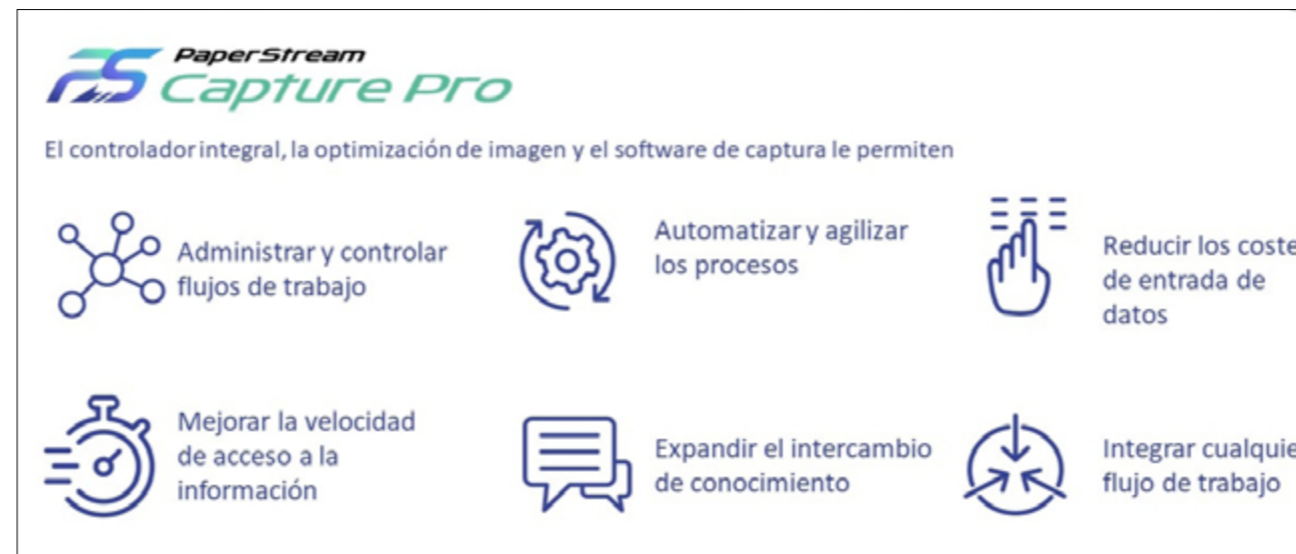 PaperStream
Capture Pro
El controlador integral, la optimización de imagen y el software de captura le permiten
Administrar y controlar
flujos de trabajo
Automatizar y agilizar
los procesos
Reducir los coste
de entrada de
datos
Mejorar la velocidad
de acceso a la
información
Expandir el intercambio
de conocimiento
Integrar cualquie
flujo de trabajo